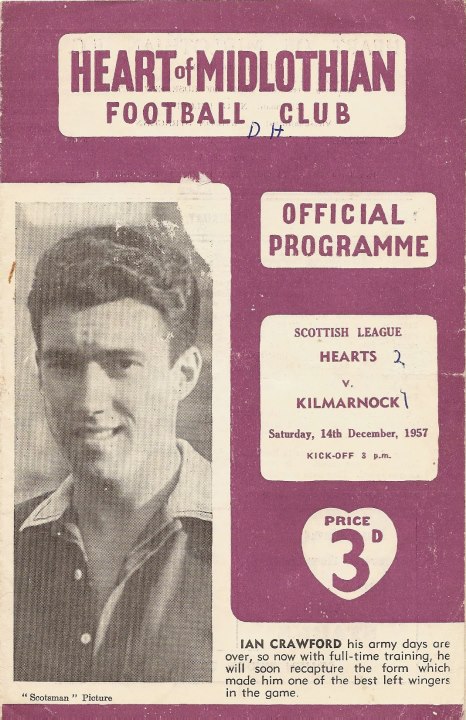 HEART of MIDLOTHIAN
FOOTBALL CLUB
D H.
OFFICIAL
PROGRAMME
SCOTTISH LEAGUE
HEARTS 2
v.
KILMARNOCK 1
Saturday, 14th December, 1957
KICK-OFF 3 p.m.
PRICE
3D
IAN CRAWFORD his army days are
over, so now with full-time training, he
will soon recapture the form which
made him one of the best left wingers
in the game.
"Scotsman" Picture